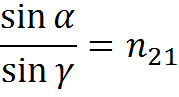 sin α / sin γ = n₂₁